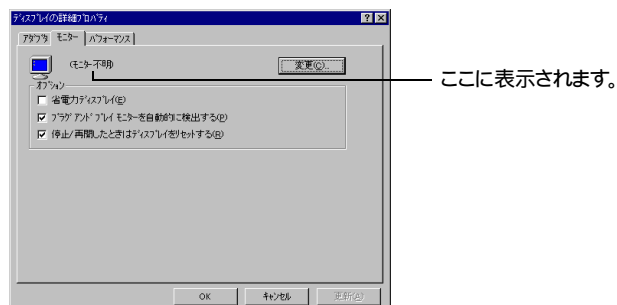 ディスプレイの詳細プロパティ
アダプタ モニター パフォーマンス
(モニター不明)
変更(C)...
ここに表示されます。
オプション
省電力ディスプレイ(E)
プラグ アンド プレイ モニターを自動的に検出する(P)
停止/再開したときはディスプレイをリセットする(R)
OK キャンセル 更新(A)